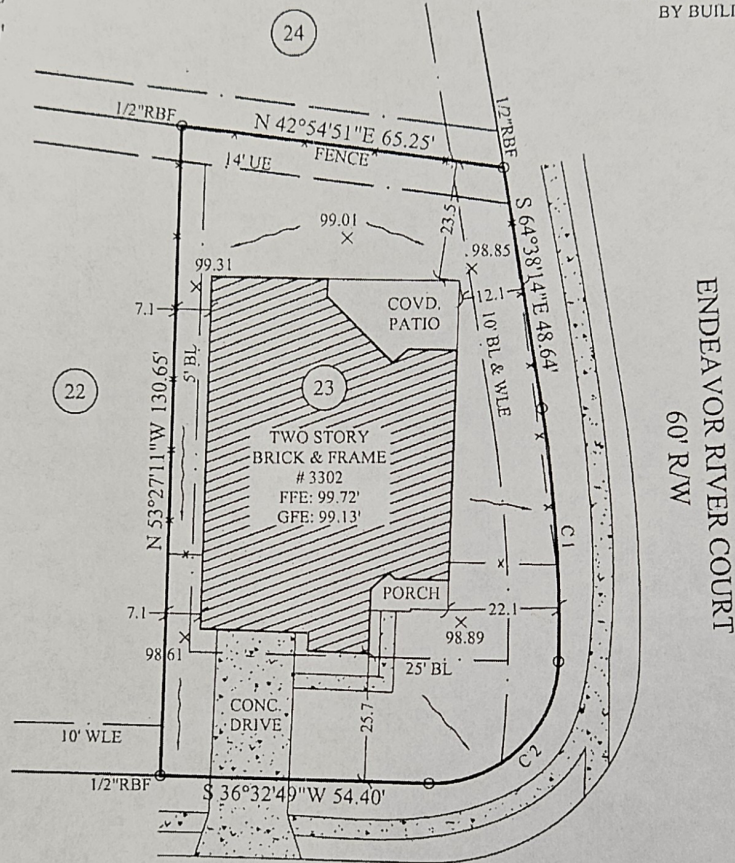 BY BUILI
24
1/2"RBF
N 42°54'51"E 65.25'
1/2"RBF
FENCE
14' UE
23.5
S 64°38'14"E 48.64'
99.01
98.85
99.31
12.1
COVD.
PATIO
7.1
10' BL & WLE
5' BL
N 53°27'11"W 130.65'
22
23
TWO STORY
BRICK & FRAME
# 3302
FFE: 99.72'
GFE: 99.13'
ENDEAVOR RIVER COURT
60' R/W
C1
PORCH
7.1
22.1
98.89
98.61
25' BL
CONC.
DRIVE
25.7
10' WLE
C2
1/2"RBF
S 36°32'49"W 54.40'